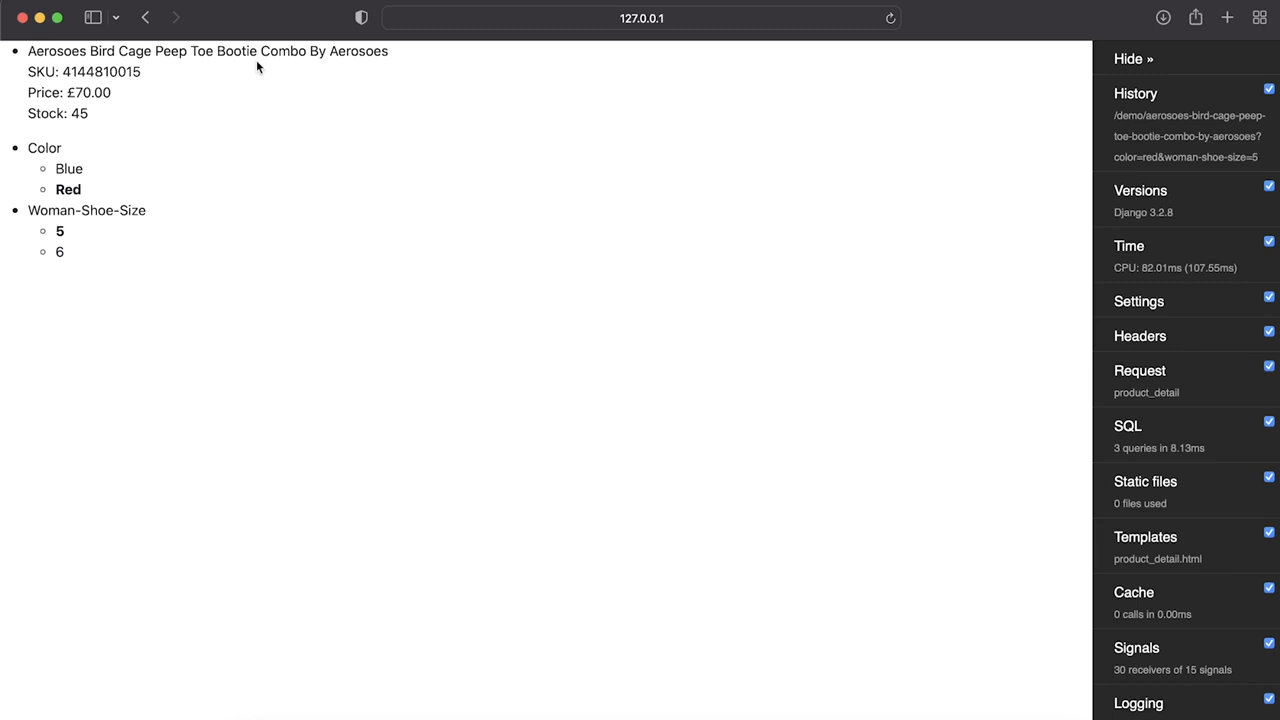 127.0.0.1
Aerosoes Bird Cage Peep Toe Bootie Combo By Aerosoes
SKU: 4144810015
Price: £70.00
Stock: 45
Color
Blue
Red
Woman-Shoe-Size
5
6
Hide »
History
/demo/aerosoes-bird-cage-peep-
toe-bootie-combo-by-aerosoes?
color=red&woman-shoe-size=5
Versions
Django 3.2.8
Time
CPU: 82.01ms (107.55ms)
Settings
Headers
Request
product_detail
SQL
3 queries in 8.13ms
Static files
0 files used
Templates
product_detail.html
Cache
0 calls in 0.00ms
Signals
30 receivers of 15 signals
Logging